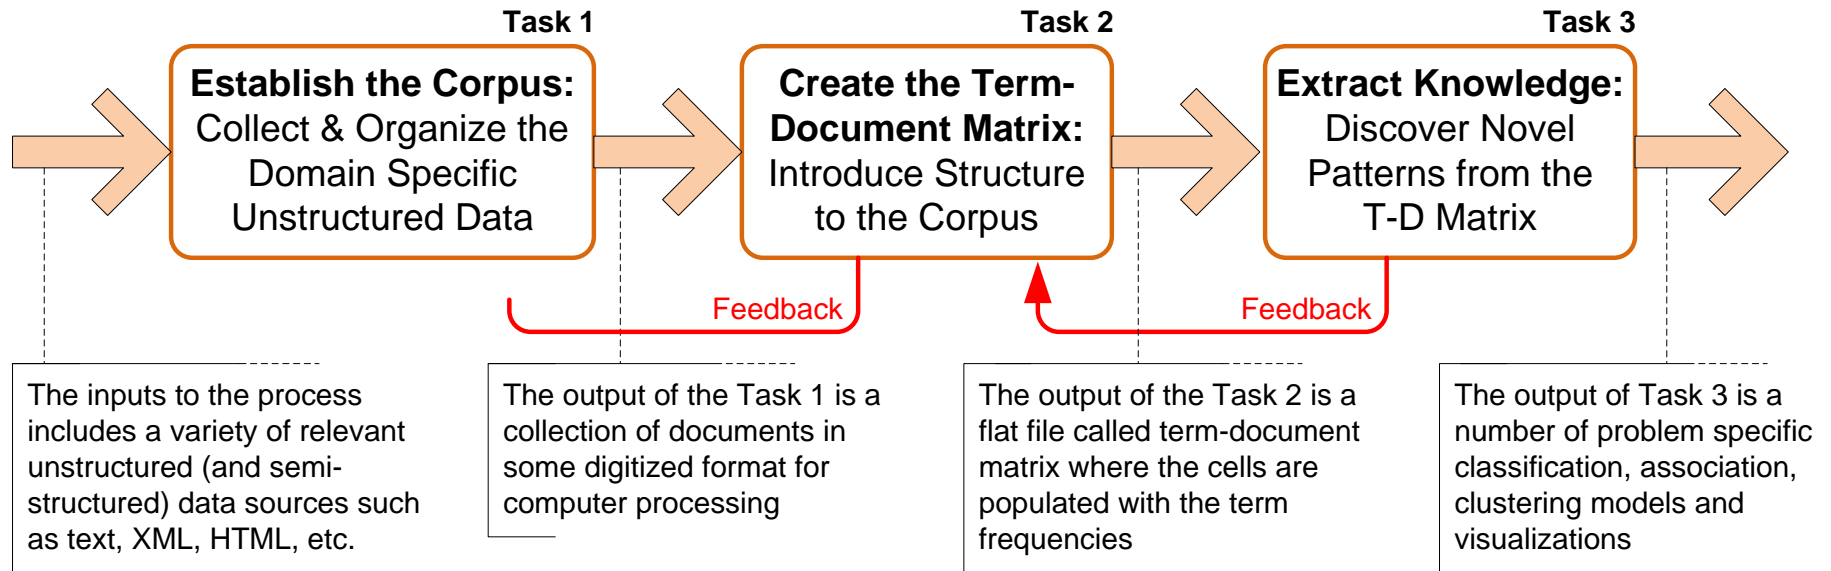 Task 1
Establish the Corpus:
Collect & Organize the
Domain Specific
Unstructured Data
Task 2
Create the Term-
Document Matrix:
Introduce Structure
to the Corpus
Task 3
Extract Knowledge:
Discover Novel
Patterns from the
T-D Matrix
Feedback
Feedback
The inputs to the process
includes a variety of relevant
unstructured (and semi-
structured) data sources such
as text, XML, HTML, etc.
The output of the Task 1 is a
collection of documents in
some digitized format for
computer processing
The output of the Task 2 is a
flat file called term-document
matrix where the cells are
populated with the term
frequencies
The output of Task 3 is a
number of problem specific
classification, association,
clustering models and
visualizations